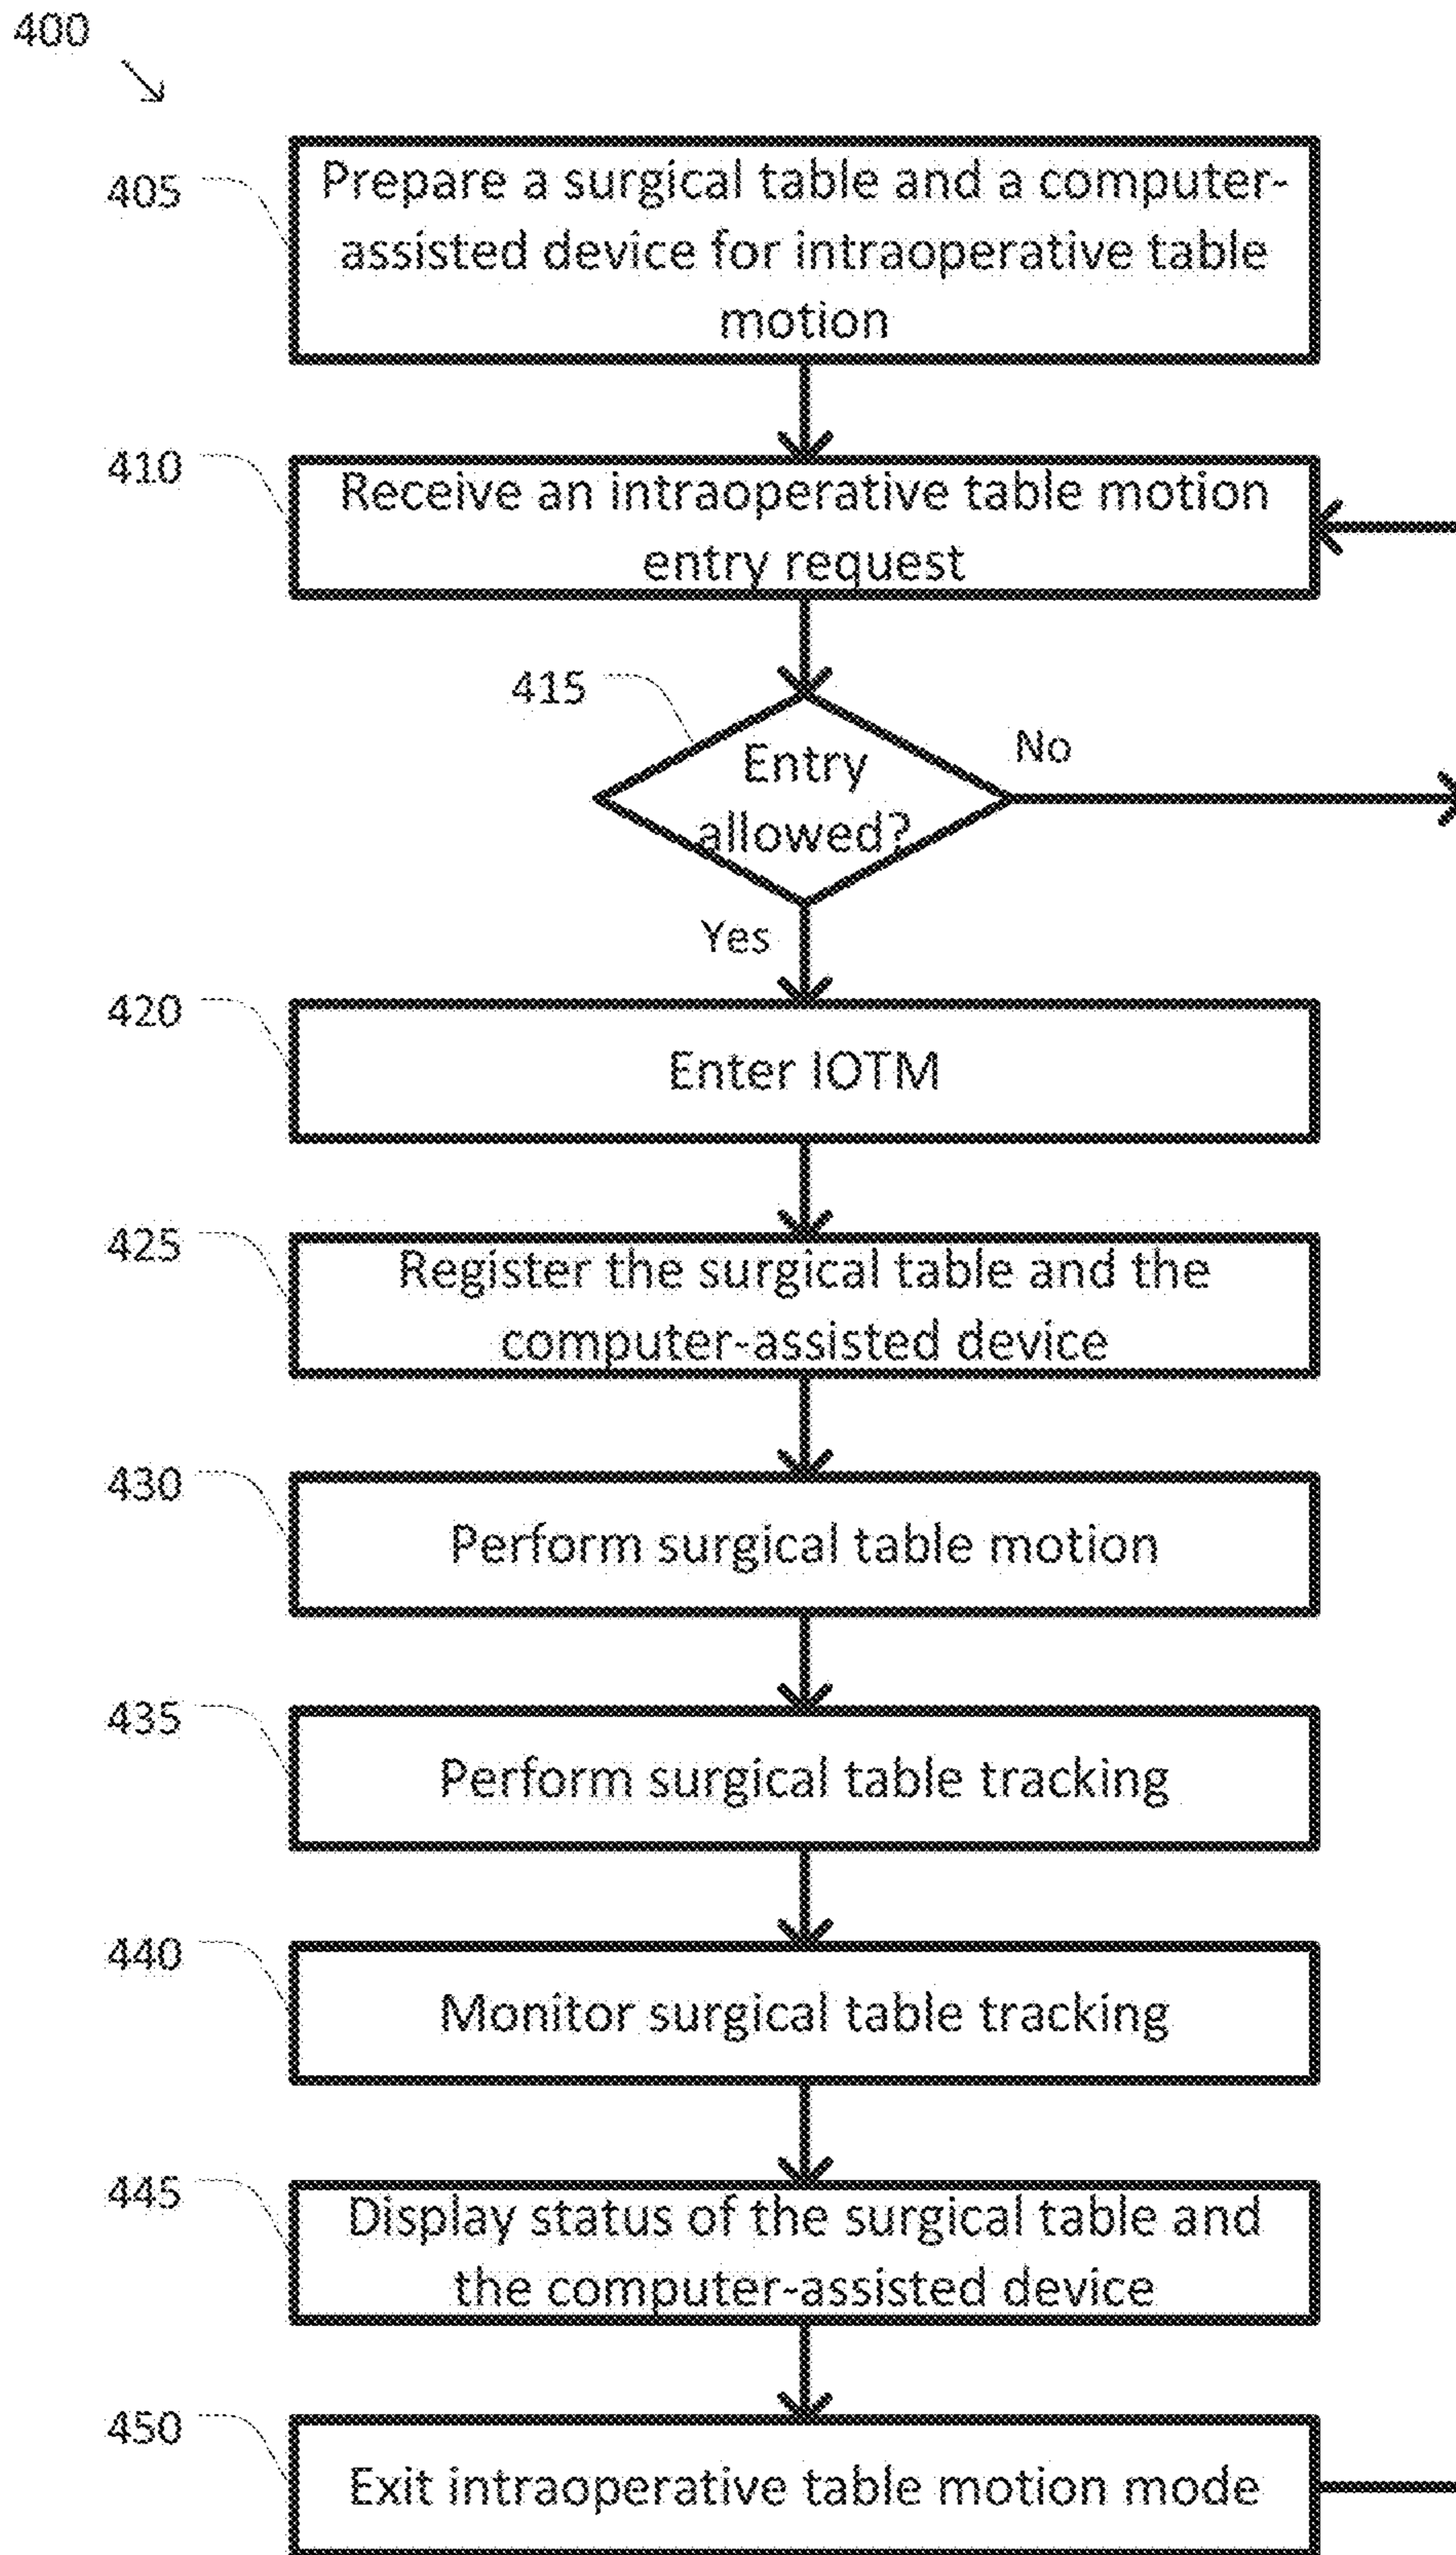 400
405
Prepare a surgical table and a computer-
assisted device for intraoperative table
motion
410
Receive an intraoperative table motion
entry request
415
Entry
allowed?
No
Yes
420
Enter IOTM
425
Register the surgical table and the
computer-assisted device
430
Perform surgical table motion
435
Perform surgical table tracking
440
Monitor surgical table tracking
445
Display status of the surgical table and
the computer-assisted device
450
Exit intraoperative table motion mode